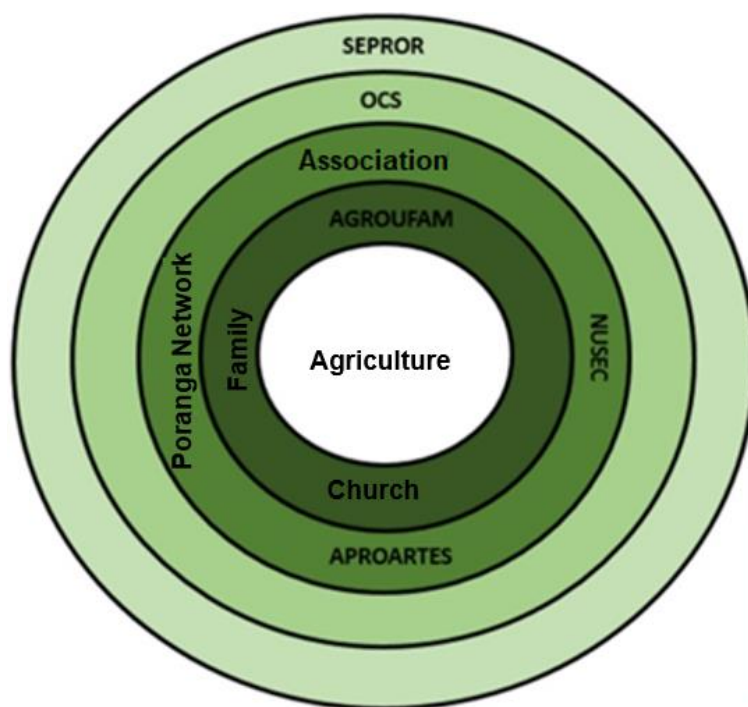 SEPROR
OCS
Association
AGROUFAM
Poranga Network
Family
Agriculture
NUSEC
Church
APROARTES